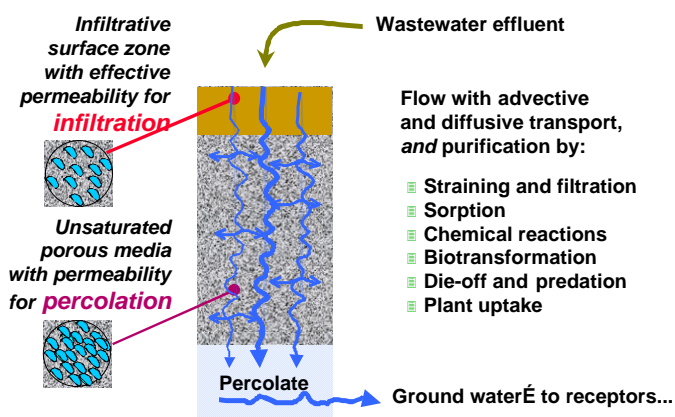 Infiltrative
surface zone
with effective
permeability for
infiltration
Unsaturated
porous media
with permeability
for percolation
Wastewater effluent
Flow with advective
and diffusive transport,
and purification by:
Straining and filtration
Sorption
Chemical reactions
Biotransformation
Die-off and predation
Plant uptake
Percolate
Ground waterÉ to receptors...